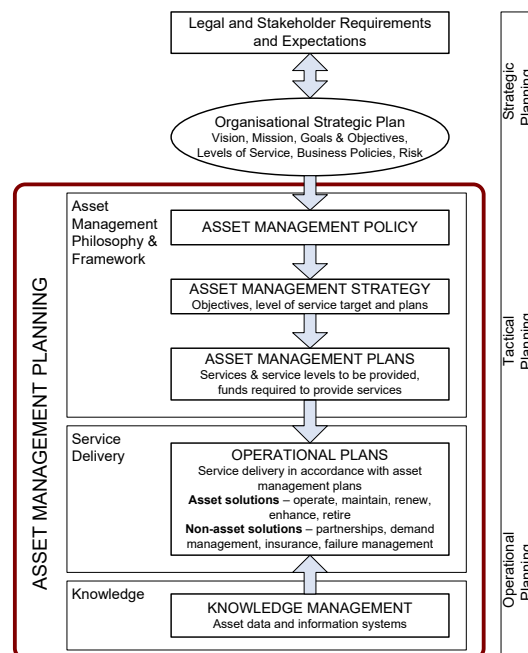 Legal and Stakeholder Requirements
and Expectations
Strategic
Planning
Organisational Strategic Plan
Vision, Mission, Goals & Objectives,
Levels of Service, Business Policies, Risk
ASSET MANAGEMENT PLANNING
Asset
Management
Philosophy &
Framework
ASSET MANAGEMENT POLICY
ASSET MANAGEMENT STRATEGY
Objectives, level of service target and plans
Tactical
Planning
ASSET MANAGEMENT PLANS
Services & service levels to be provided,
funds required to provide services
Service
Delivery
OPERATIONAL PLANS
Service delivery in accordance with asset
management plans
Asset solutions – operate, maintain, renew,
enhance, retire
Non-asset solutions – partnerships, demand
management, insurance, failure management
Operational
Planning
Knowledge
KNOWLEDGE MANAGEMENT
Asset data and information systems